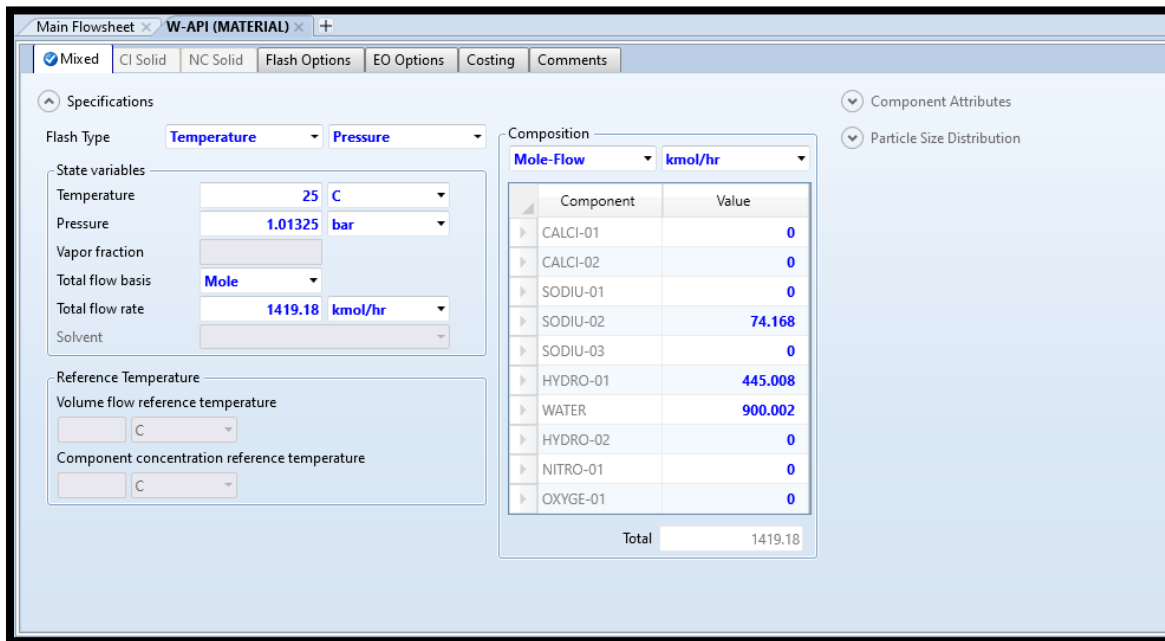 Main Flowsheet × W-API (MATERIAL) × +
Mixed CI Solid NC Solid Flash Options EO Options Costing Comments
Specifications
Flash Type Temperature Pressure
State variables
Temperature 25 C
Pressure 1.01325 bar
Vapor fraction
Total flow basis Mole
Total flow rate 1419.18 kmol/hr
Solvent
Reference Temperature
Volume flow reference temperature
C
Component concentration reference temperature
C
Composition
Mole-Flow kmol/hr
Component Value
CALCI-01 0
CALCI-02 0
SODIU-01 0
SODIU-02 74.168
SODIU-03 0
HYDRO-01 445.008
WATER 900.002
HYDRO-02 0
NITRO-01 0
OXYGE-01 0
Total 1419.18
Component Attributes
Particle Size Distribution